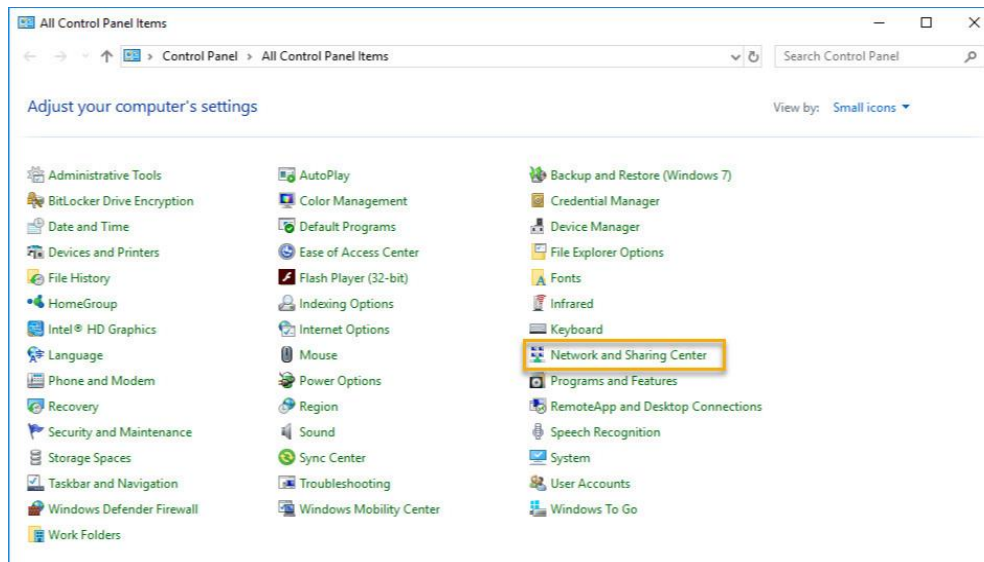 All Control Panel Items
Control Panel > All Control Panel Items
Search Control Panel
Adjust your computer's settings
View by: Small icons
Administrative Tools
AutoPlay
Backup and Restore (Windows 7)
BitLocker Drive Encryption
Color Management
Credential Manager
Date and Time
Default Programs
Device Manager
Devices and Printers
Ease of Access Center
File Explorer Options
File History
Flash Player (32-bit)
Fonts
HomeGroup
Indexing Options
Infrared
Intel® HD Graphics
Internet Options
Keyboard
Language
Mouse
Network and Sharing Center
Phone and Modem
Power Options
Programs and Features
Recovery
Region
RemoteApp and Desktop Connections
Security and Maintenance
Sound
Speech Recognition
Storage Spaces
Sync Center
System
Taskbar and Navigation
Troubleshooting
User Accounts
Windows Defender Firewall
Windows Mobility Center
Windows To Go
Work Folders